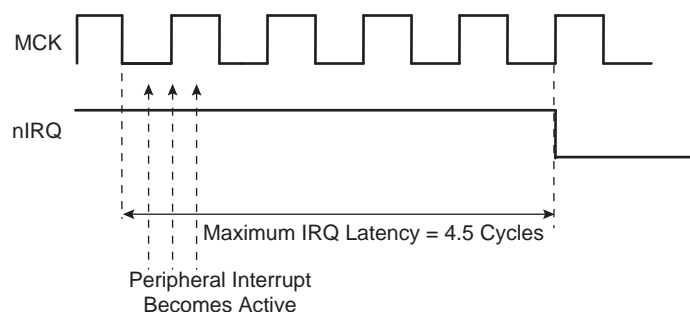 MCK
nIRQ
Maximum IRQ Latency = 4.5 Cycles
Peripheral Interrupt
Becomes Active